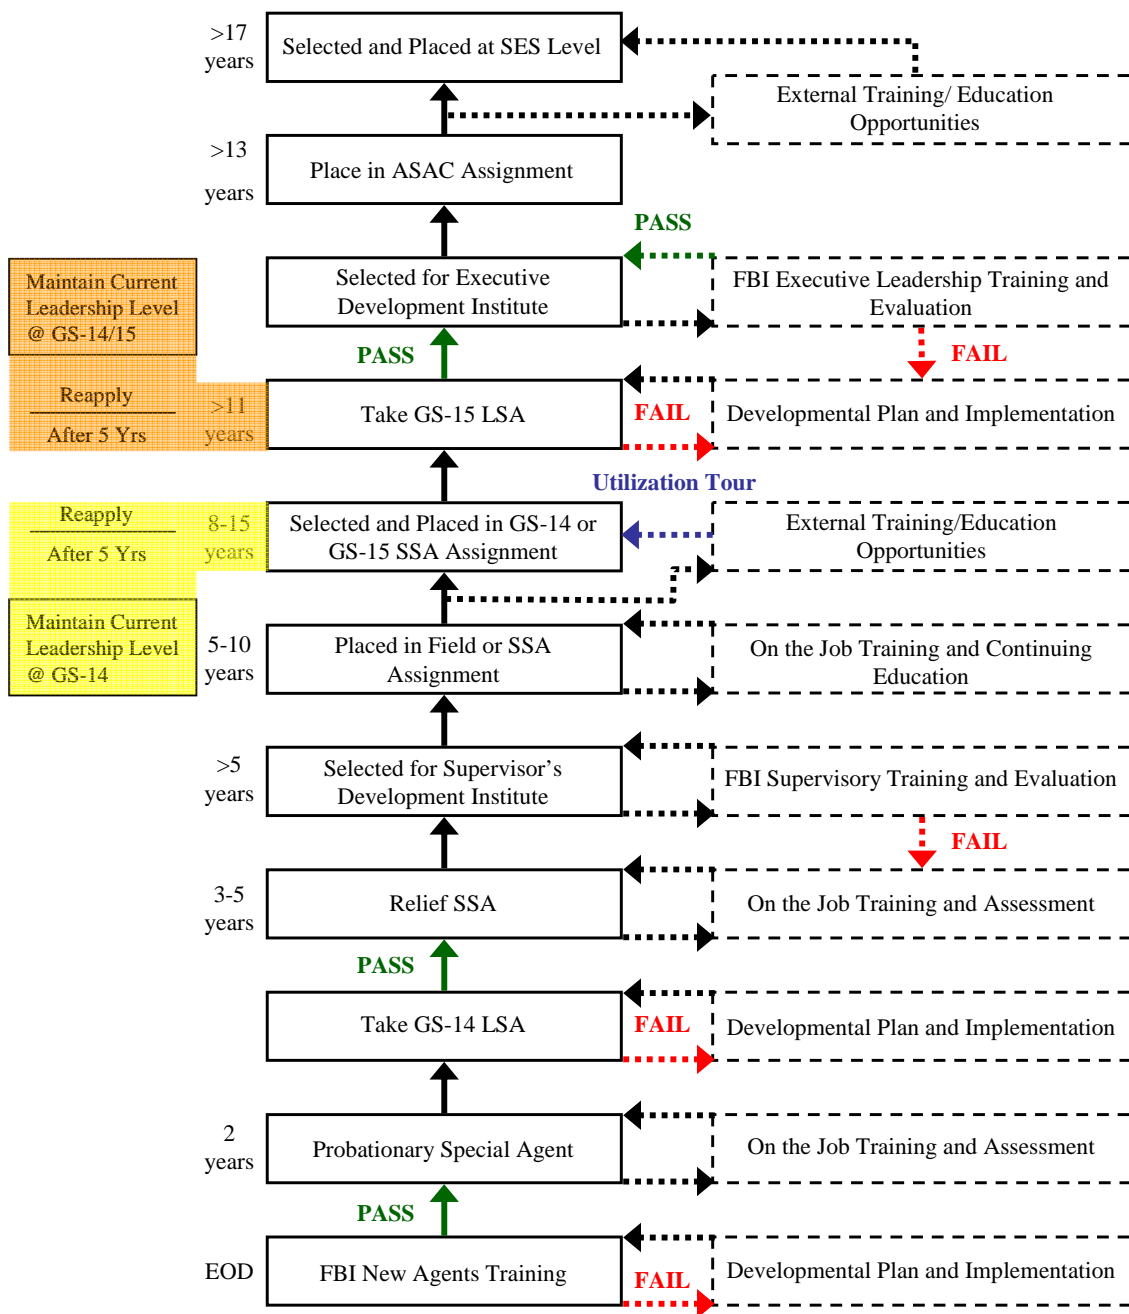 >17
years
Selected and Placed at SES Level
External Training/ Education
Opportunities
>13
years
Place in ASAC Assignment
PASS
Maintain Current
Leadership Level
@ GS-14/15
Selected for Executive
Development Institute
FBI Executive Leadership Training and
Evaluation
PASS
FAIL
Reapply
After 5 Yrs
>11
years
Take GS-15 LSA
FAIL
Developmental Plan and Implementation
Utilization Tour
Reapply
After 5 Yrs
8-15
years
Selected and Placed in GS-14 or
GS-15 SSA Assignment
External Training/Education
Opportunities
Maintain Current
Leadership Level
@ GS-14
5-10
years
Placed in Field or SSA
Assignment
On the Job Training and Continuing
Education
>5
years
Selected for Supervisor’s
Development Institute
FBI Supervisory Training and Evaluation
FAIL
3-5
years
Relief SSA
On the Job Training and Assessment
PASS
Take GS-14 LSA
FAIL
Developmental Plan and Implementation
2
years
Probationary Special Agent
On the Job Training and Assessment
PASS
EOD
FBI New Agents Training
FAIL
Developmental Plan and Implementation